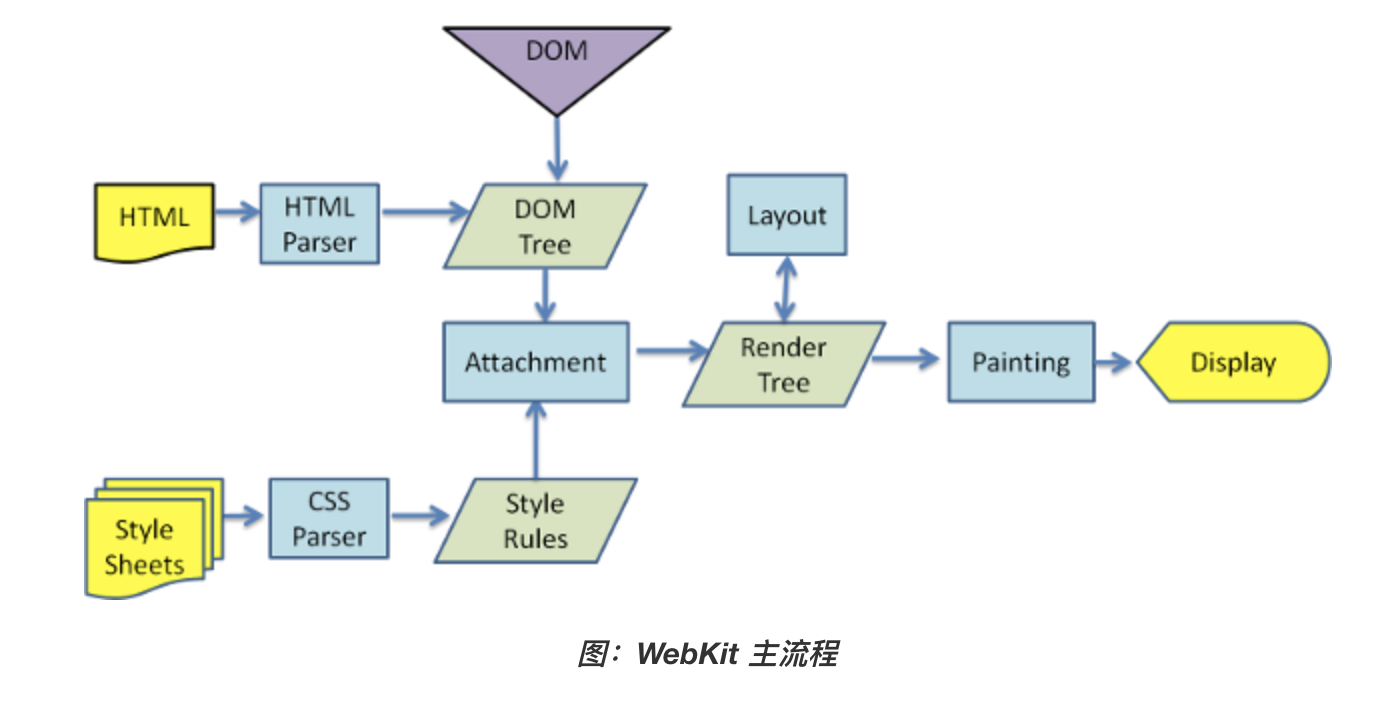 DOM
HTML
HTML
Parser
DOM
Tree
Layout
Attachment
Render
Tree
Painting
Display
Style
Sheets
CSS
Parser
Style
Rules
图：WebKit 主流程